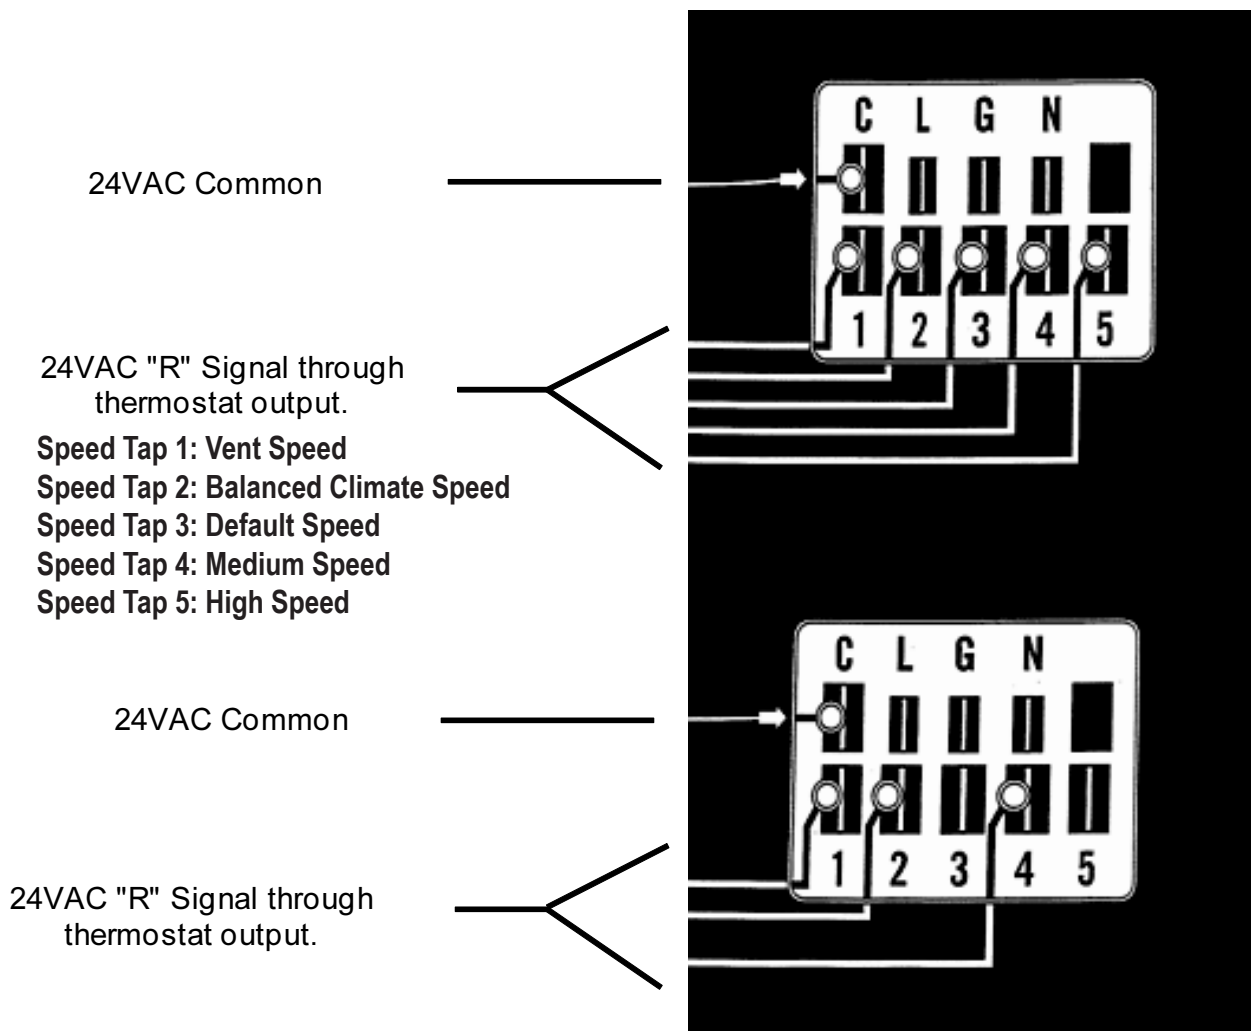 C L G N
24VAC Common
1 2 3 4 5
24VAC "R" Signal through
thermostat output.
Speed Tap 1: Vent Speed
Speed Tap 2: Balanced Climate Speed
Speed Tap 3: Default Speed
Speed Tap 4: Medium Speed
Speed Tap 5: High Speed
C L G N
24VAC Common
1 2 3 4 5
24VAC "R" Signal through
thermostat output.